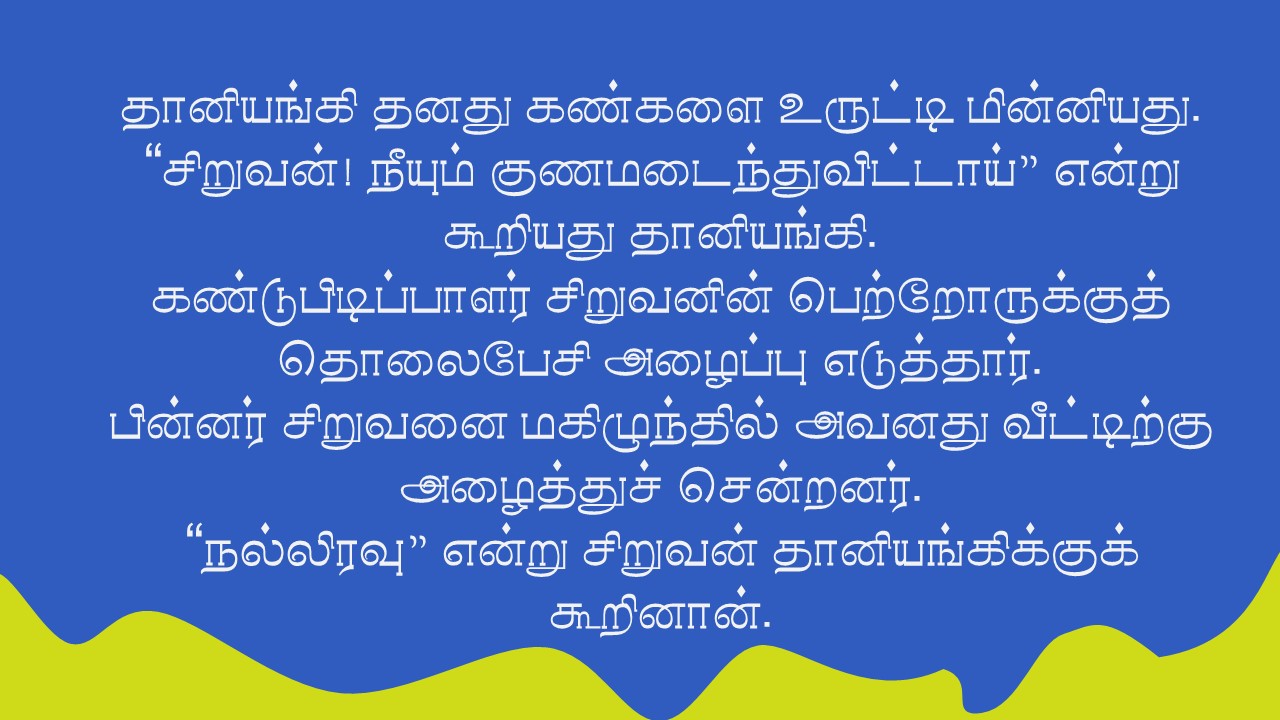 தானியங்கி தனது கண்களை உருட்டி மின்னியது.
“சிறுவன்! நீயும் குணமடைந்துவிட்டாய்” என்று
கூறியது தானியங்கி.
கண்டுபிடிப்பாளர் சிறுவனின் பெற்றோருக்குத்
தொலைபேசி அழைப்பு எடுத்தார்.
பின்னர் சிறுவனை மகிழுந்தில் அவனது வீட்டிற்கு
அழைத்துச் சென்றனர்.
“நல்லிரவு” என்று சிறுவன் தானியங்கிக்குக்
கூறினான்.